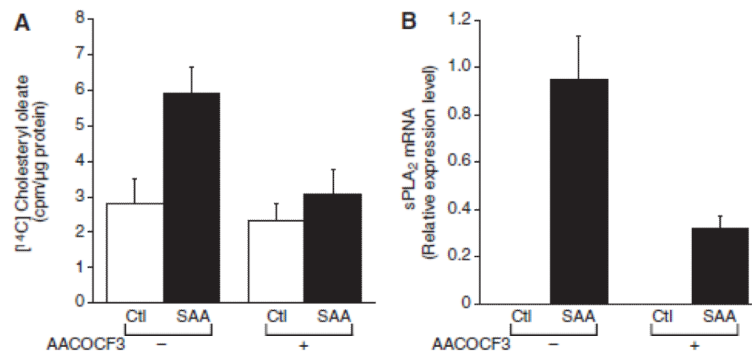 A
[¹⁴C] Cholesteryl oleate
(cpm/μg protein)
8
7
6
5
4
3
2
1
0
Ctl SAA Ctl SAA
AACOCF3 – +
B
sPLA₂ mRNA
(Relative expression level)
1.2
1.0
0.8
0.6
0.4
0.2
0
Ctl SAA Ctl SAA
AACOCF3 – +